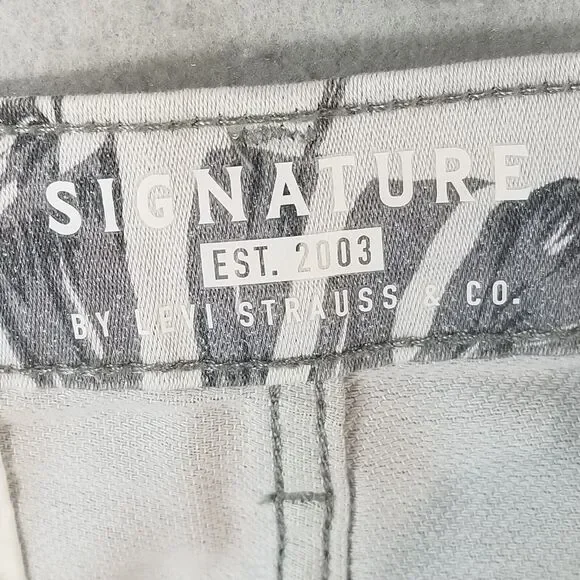 SIGNATURE
EST. 2003
BY LEVI STRAUSS & CO.